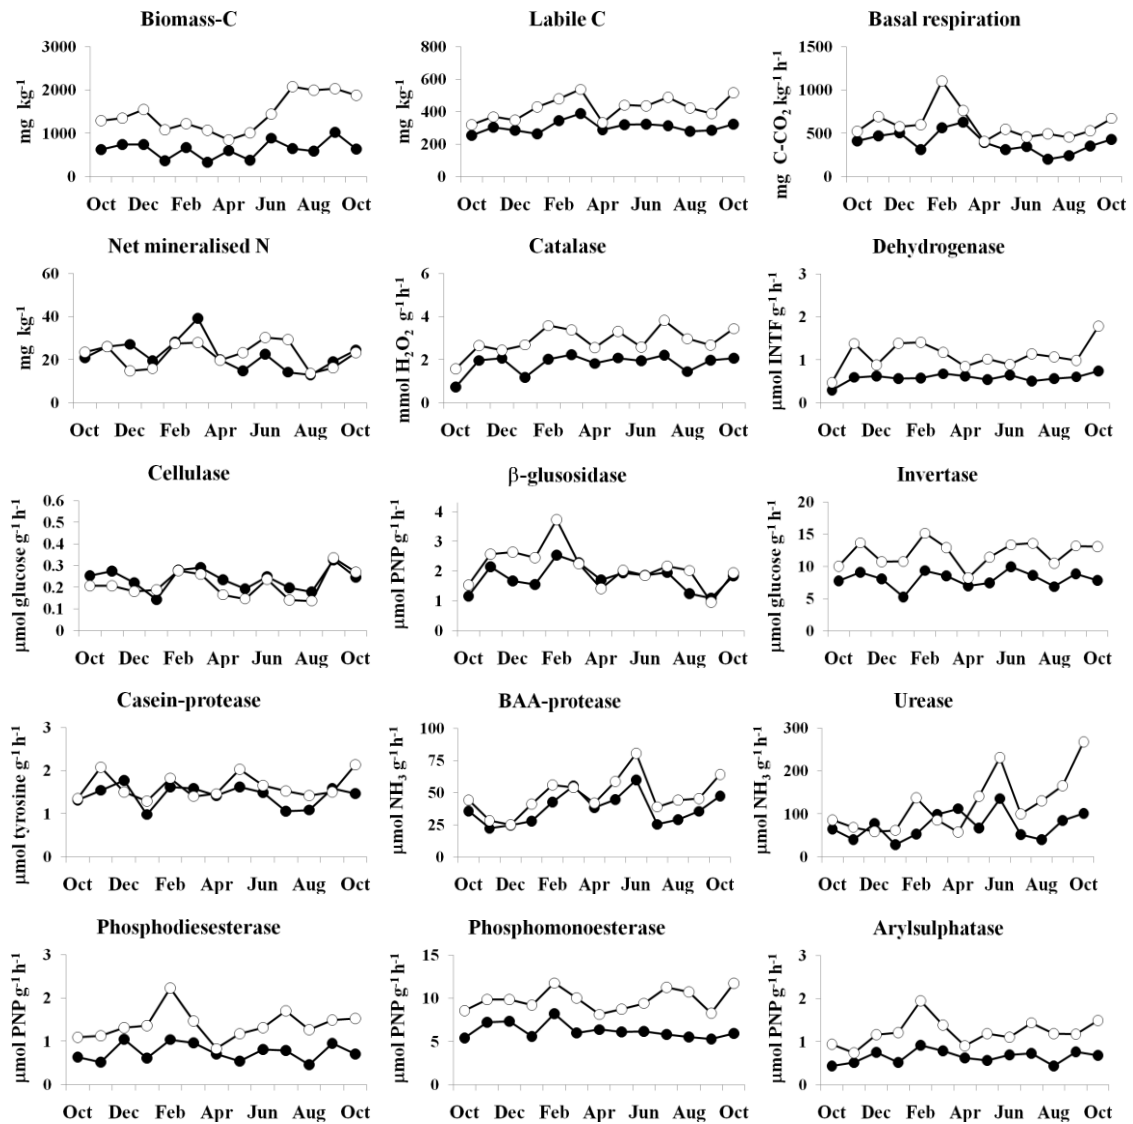 Biomass-C
mg kg-1
3000
2000
1000
0
Oct Dec Feb Apr Jun Aug Oct
Labile C
mg kg-1
800
600
400
200
0
Oct Dec Feb Apr Jun Aug Oct
Basal respiration
mg C-CO2 kg-1 h-1
1500
1000
500
0
Oct Dec Feb Apr Jun Aug Oct
Net mineralised N
mg kg-1
60
40
20
0
Oct Dec Feb Apr Jun Aug Oct
Catalase
mmol H2O2 g-1 h-1
6
4
2
0
Oct Dec Feb Apr Jun Aug Oct
Dehydrogenase
µmol INTF g-1 h-1
3
2
1
0
Oct Dec Feb Apr Jun Aug Oct
Cellulase
µmol glucose g-1 h-1
0.6
0.5
0.4
0.3
0.2
0.1
0
Oct Dec Feb Apr Jun Aug Oct
β-glusosidase
µmol PNP g-1 h-1
4
3
2
1
0
Oct Dec Feb Apr Jun Aug Oct
Invertase
µmol glucose g-1 h-1
20
15
10
5
0
Oct Dec Feb Apr Jun Aug Oct
Casein-protease
µmol tyrosine g-1 h-1
3
2
1
0
Oct Dec Feb Apr Jun Aug Oct
BAA-protease
µmol NH3 g-1 h-1
100
75
50
25
0
Oct Dec Feb Apr Jun Aug Oct
Urease
µmol NH3 g-1 h-1
300
200
100
0
Oct Dec Feb Apr Jun Aug Oct
Phosphodiesesterase
µmol PNP g-1 h-1
3
2
1
0
Oct Dec Feb Apr Jun Aug Oct
Phosphomonoesterase
µmol PNP g-1 h-1
15
10
5
0
Oct Dec Feb Apr Jun Aug Oct
Arylsulphatase
µmol PNP g-1 h-1
3
2
1
0
Oct Dec Feb Apr Jun Aug Oct